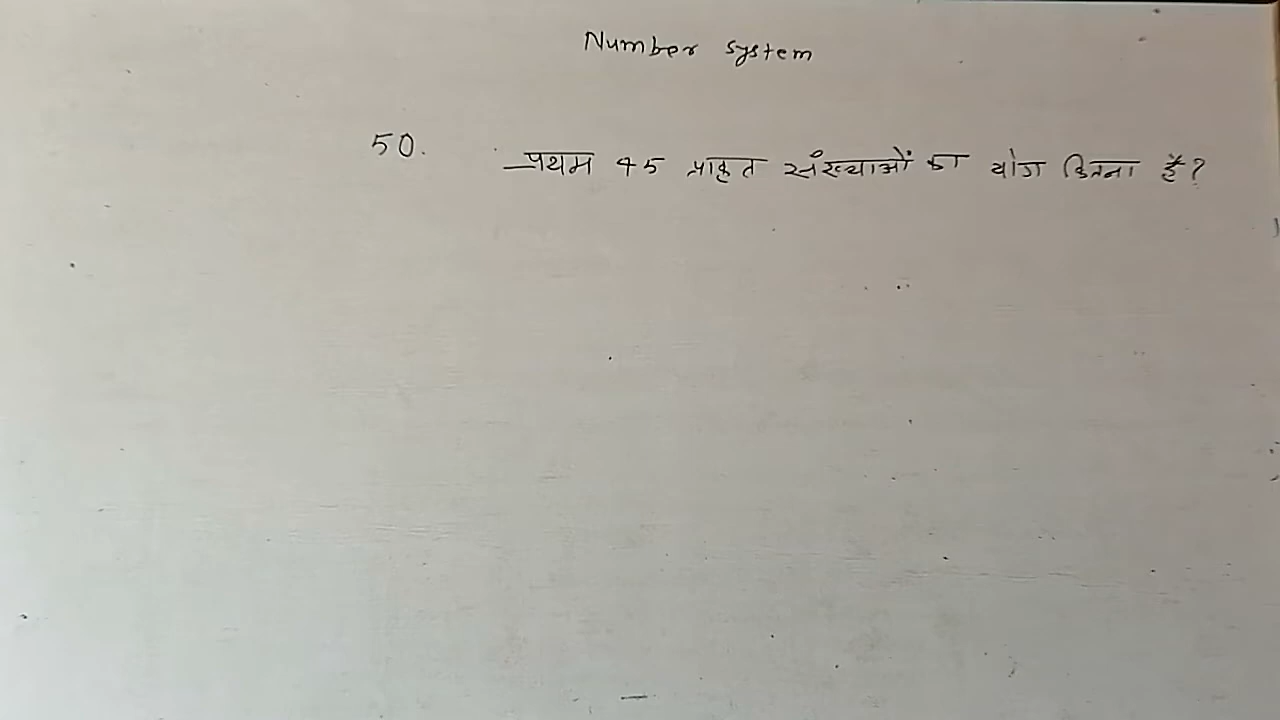 Number system
50. प्रथम 45 प्राकृत संख्याओं का योग कितना है?